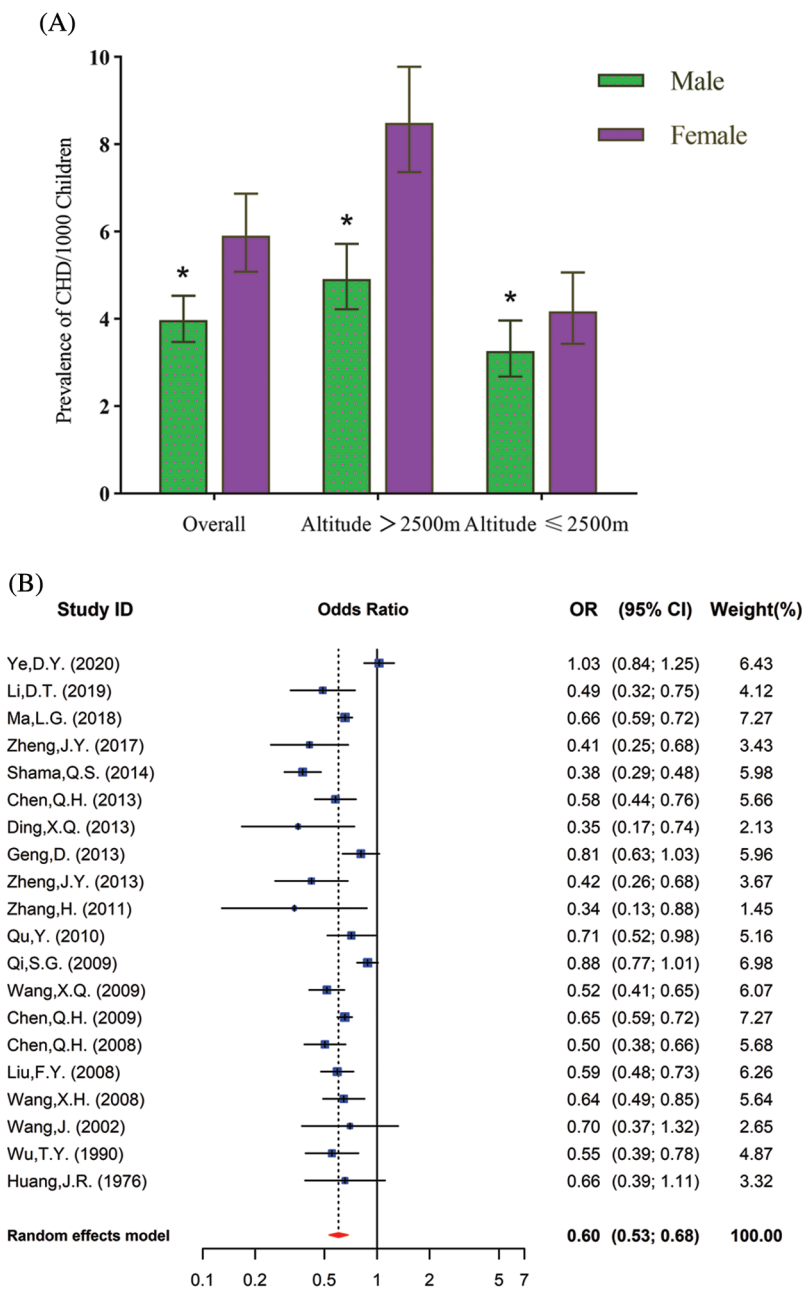 (A)
10
8
6
4
2
0
Prevalence of CHD/1000 Children
Male
Female
*
*
*
Overall
Altitude >2500m
Altitude ≤2500m
(B)
Study ID Odds Ratio OR (95% CI) Weight(%)
Ye,D.Y. (2020) 1.03 (0.84; 1.25) 6.43
Li,D.T. (2019) 0.49 (0.32; 0.75) 4.12
Ma,L.G. (2018) 0.66 (0.59; 0.72) 7.27
Zheng,J.Y. (2017) 0.41 (0.25; 0.68) 3.43
Shama,Q.S. (2014) 0.38 (0.29; 0.48) 5.98
Chen,Q.H. (2013) 0.58 (0.44; 0.76) 5.66
Ding,X.Q. (2013) 0.35 (0.17; 0.74) 2.13
Geng,D. (2013) 0.81 (0.63; 1.03) 5.96
Zheng,J.Y. (2013) 0.42 (0.26; 0.68) 3.67
Zhang,H. (2011) 0.34 (0.13; 0.88) 1.45
Qu,Y. (2010) 0.71 (0.52; 0.98) 5.16
Qi,S.G. (2009) 0.88 (0.77; 1.01) 6.98
Wang,X.Q. (2009) 0.52 (0.41; 0.65) 6.07
Chen,Q.H. (2009) 0.65 (0.59; 0.72) 7.27
Chen,Q.H. (2008) 0.50 (0.38; 0.66) 5.68
Liu,F.Y. (2008) 0.59 (0.48; 0.73) 6.26
Wang,X.H. (2008) 0.64 (0.49; 0.85) 5.64
Wang,J. (2002) 0.70 (0.37; 1.32) 2.65
Wu,T.Y. (1990) 0.55 (0.39; 0.78) 4.87
Huang,J.R. (1976) 0.66 (0.39; 1.11) 3.32
Random effects model 0.60 (0.53; 0.68) 100.00
0.1 0.2 0.5 1 2 5 7